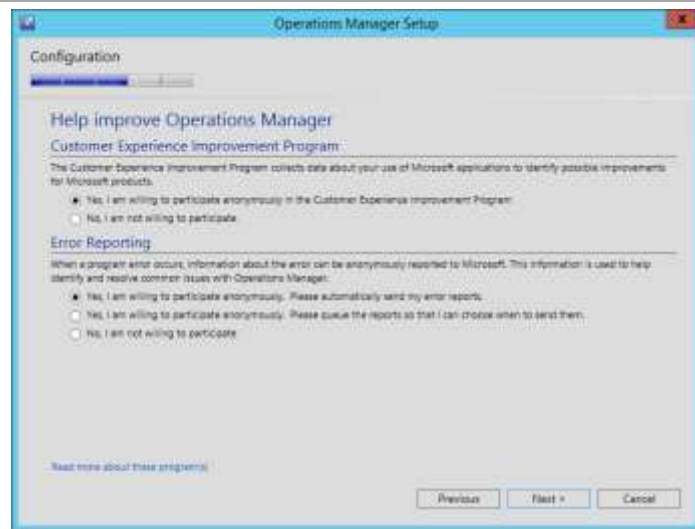 Operations Manager Setup
x
Configuration
Help improve Operations Manager
Customer Experience Improvement Program
The Customer Experience Improvement Program collects data about your use of Microsoft applications to identify possible improvements
for Microsoft products.
Yes, I am willing to participate anonymously in the Customer Experience Improvement Program
No, I am not willing to participate
Error Reporting
When a program error occurs, information about the error can be anonymously reported to Microsoft. This information is used to help
identify and resolve common issues with Operations Manager.
Yes, I am willing to participate anonymously. Please automatically send my error reports.
Yes, I am willing to participate anonymously. Please queue the reports so that I can choose when to send them.
No, I am not willing to participate
Read more about these program(s)
Previous
Next >
Cancel